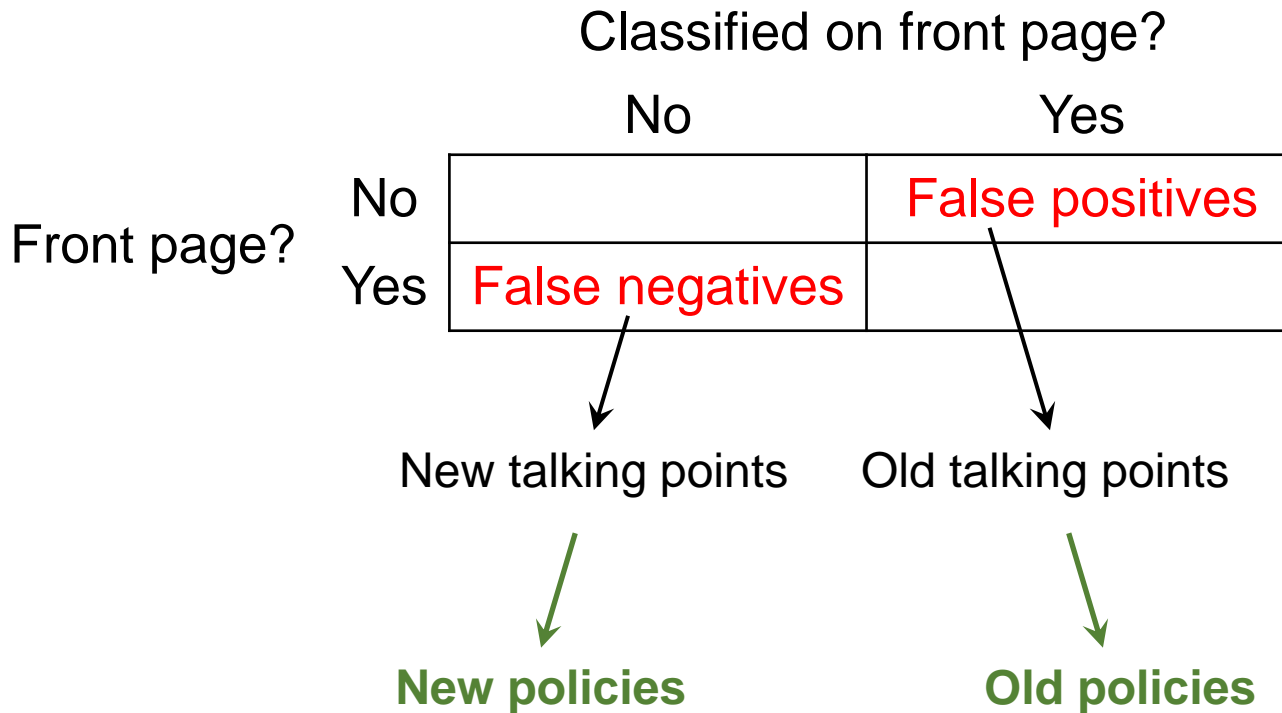 Classified on front page?
No Yes
No False positives
Front page?
Yes False negatives
New talking points Old talking points
New policies Old policies